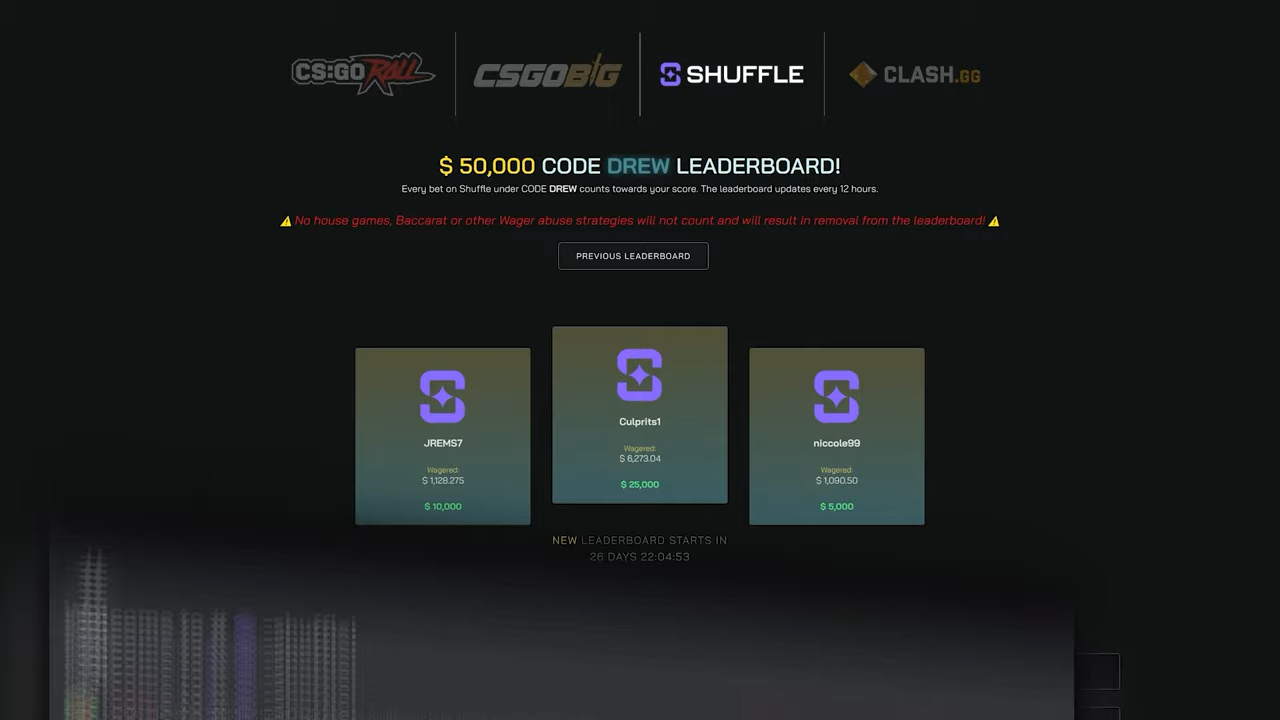 CS:GO ROLL
CSGOBIG
SHUFFLE
CLASH.GG
$ 50,000 CODE DREW LEADERBOARD!
Every bet on Shuffle under CODE DREW counts towards your score. The leaderboard updates every 12 hours.
⚠ No house games, Baccarat or other Wager abuse strategies will not count and will result in removal from the leaderboard! ⚠
PREVIOUS LEADERBOARD
JREMS7
Wagered:
$ 1,128.275
$ 10,000
Culprits1
Wagered:
$ 6,273.04
$ 25,000
niccole99
Wagered:
$ 1,090.50
$ 5,000
NEW LEADERBOARD STARTS IN
26 DAYS 22:04:53